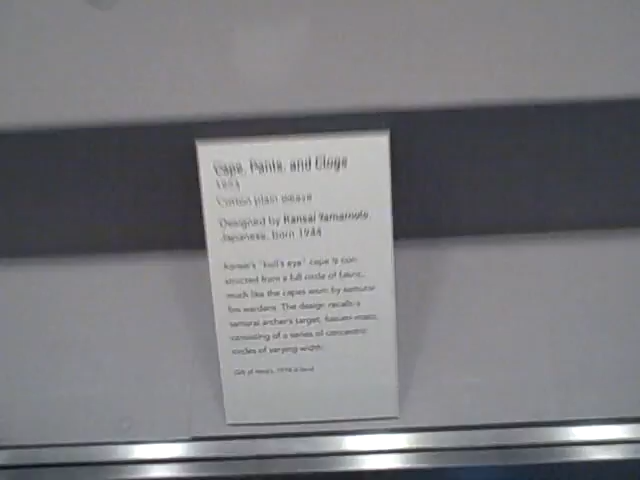 Cape, Pants, and Clogs
Cotton plain weave
Designed by Kansai Yamamoto,
Japanese, born 1944
Kansai's "bull's eye" cape is con-
structed from a full circle of fabric,
much like the capes worn by samurai
fire wardens. The design recalls a
samurai archer's target,
consisting of a series of concentric
circles of varying width.
Gift of